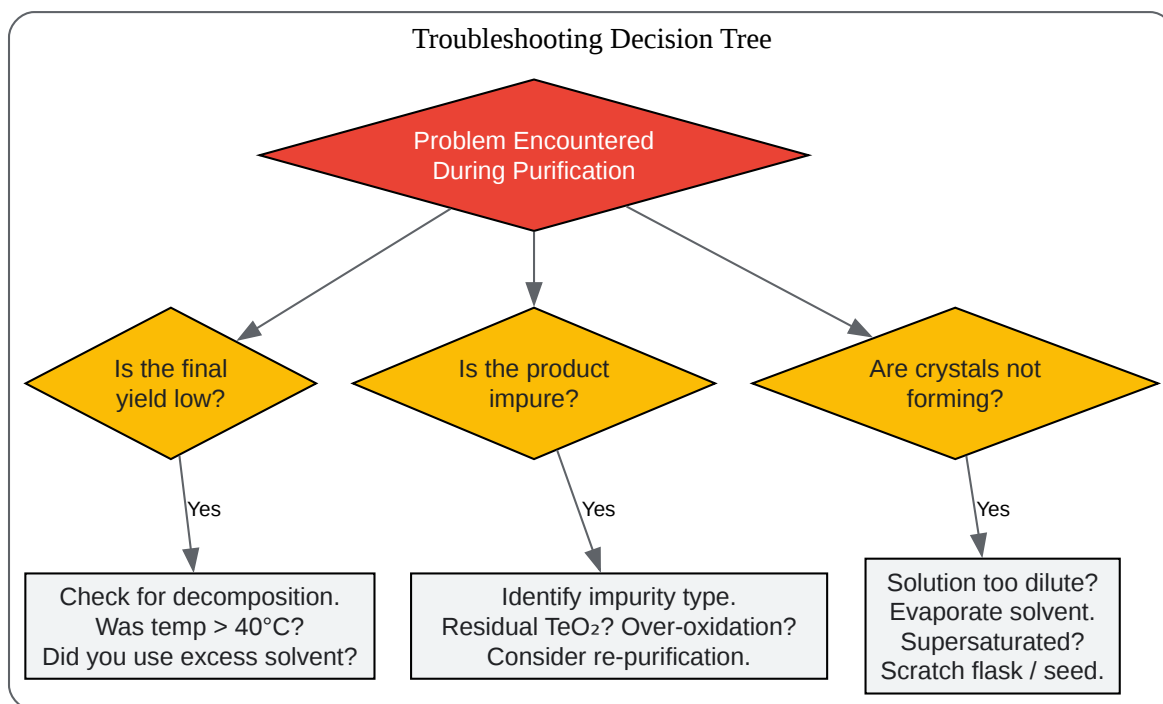 Troubleshooting Decision Tree
Problem Encountered
During Purification
Is the final
yield low?
Is the product
impure?
Are crystals not
forming?
Yes
Yes
Yes
Check for decomposition.
Was temp > 40°C?
Did you use excess solvent?
Identify impurity type.
Residual TeO₂? Over-oxidation?
Consider re-purification.
Solution too dilute?
Evaporate solvent.
Supersaturated?
Scratch flask / seed.